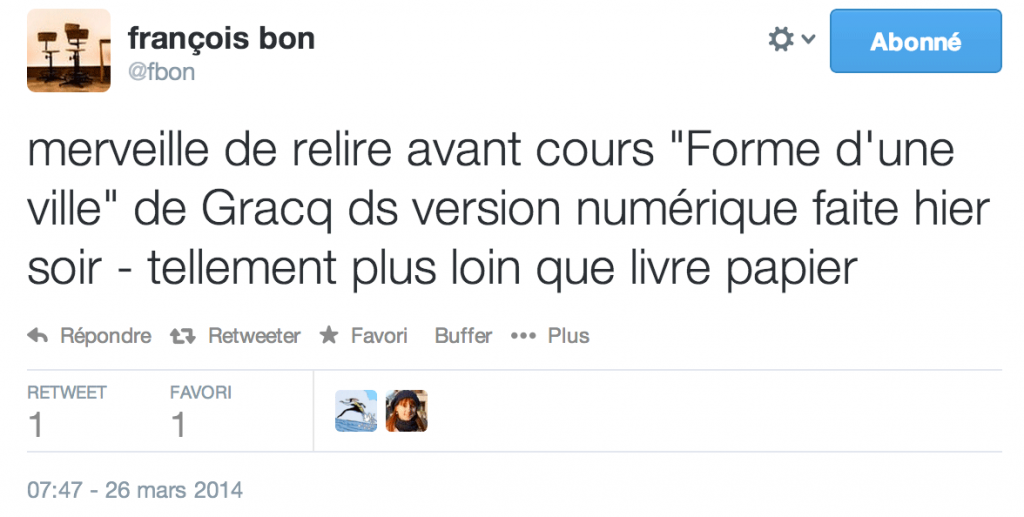 françois bon
@fbon
Abonné
merveille de relire avant cours "Forme d'une
ville" de Gracq ds version numérique faite hier
soir - tellement plus loin que livre papier
Répondre Retweeter Favori Buffer Plus
RETWEET FAVORI
1 1
07:47 - 26 mars 2014